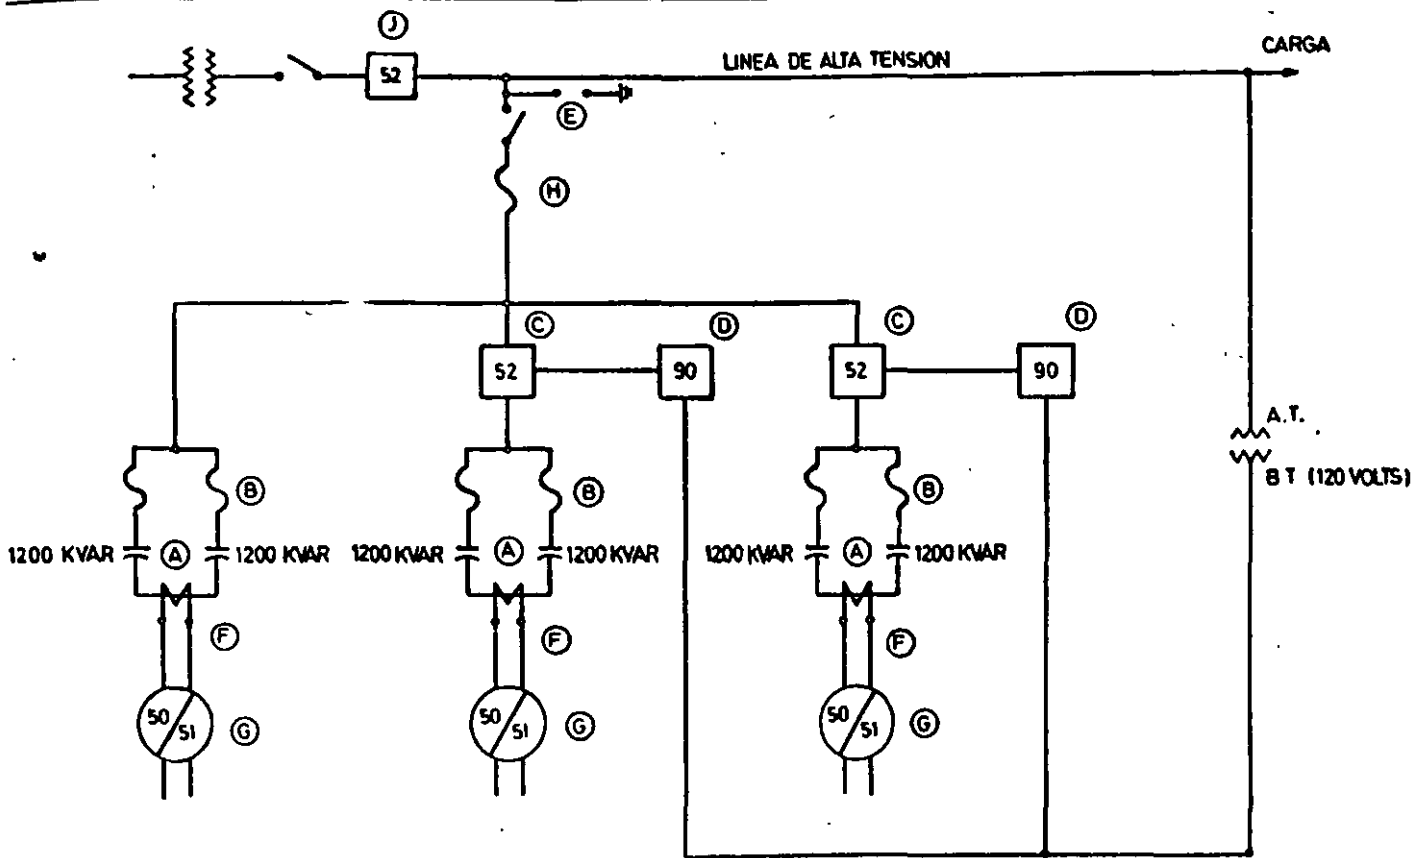 J
52
LINEA DE ALTA TENSION
CARGA
E
H
C
D
C
D
52
90
52
90
A.T.
B T (120 VOLTS)
B
B
B
1200 KVAR
A
1200 KVAR
1200 KVAR
A
1200 KVAR
1200 KVAR
A
1200 KVAR
F
F
F
50
51
G
50
51
G
50
51
G